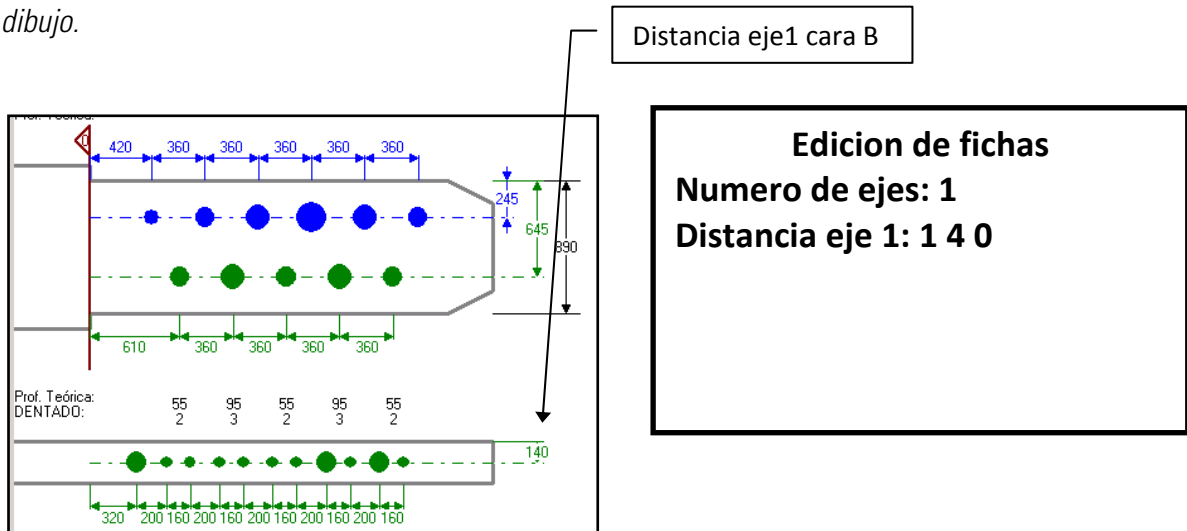 dibujo.
Distancia eje1 cara B
Edicion de fichas
Numero de ejes: 1
Distancia eje 1: 1 4 0
0
420 360 360 360 360 360
245
645
890
610 360 360 360 360
Prof. Teórica:
DENTADO:
55 95 55 95 55
2 3 2 3 2
140
320 200 160 200 160 200 160 200 160 200 160